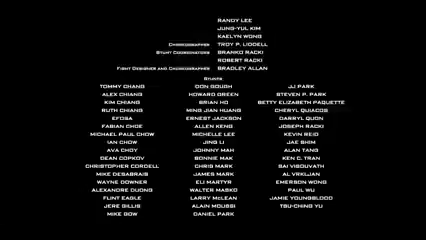 RANDY LEE
JUNG-YUL KIM
KAELYN WONG
CHOREOGRAPHER TROY P. LIDDELL
STUNT COORDINATORS BRANKO RACKI
ROBERT RACKI
FIGHT DESIGNER AND CHOREOGRAPHER BRADLEY ALLAN
STUNTS
TOMMY CHANG DON GOUGH JJ PARK
ALEX CHIANG HOWARD GREEN STEVEN P. PARK
KIM CHIANG BRIAN HO BETTY ELIZABETH PAQUETTE
RUTH CHIANG MING JIAN HUANG CHERYL QUIACOS
EFOSA ERNEST JACKSON DARRYL QUON
FABIAN CHOE ALLEN KENG JOSEPH RACKI
MICHAEL PAUL CHOW MICHELLE LEE KEVIN REID
IAN CHOW JING LI JAE SHIM
AVA CHOY JOHNNY MAH ALAN TANG
DEAN COPKOV BONNIE MAK KEN C. TRAN
CHRISTOPHER CORDELL CHRIS MARK SAI VIBOUVATH
MIKE DESABRAIS JAMES MARK AL VRKLJAN
WAYNE DOWNER ELI MARTYR EMERSON WONG
ALEXANDRE DUONG WALTER MASKO PAUL WU
FLINT EAGLE LARRY McLEAN JAMIE YOUNGBLOOD
JERE GILLIS ALAIN MOUSSI TSU-CHING YU
MIKE GOW DANIEL PARK